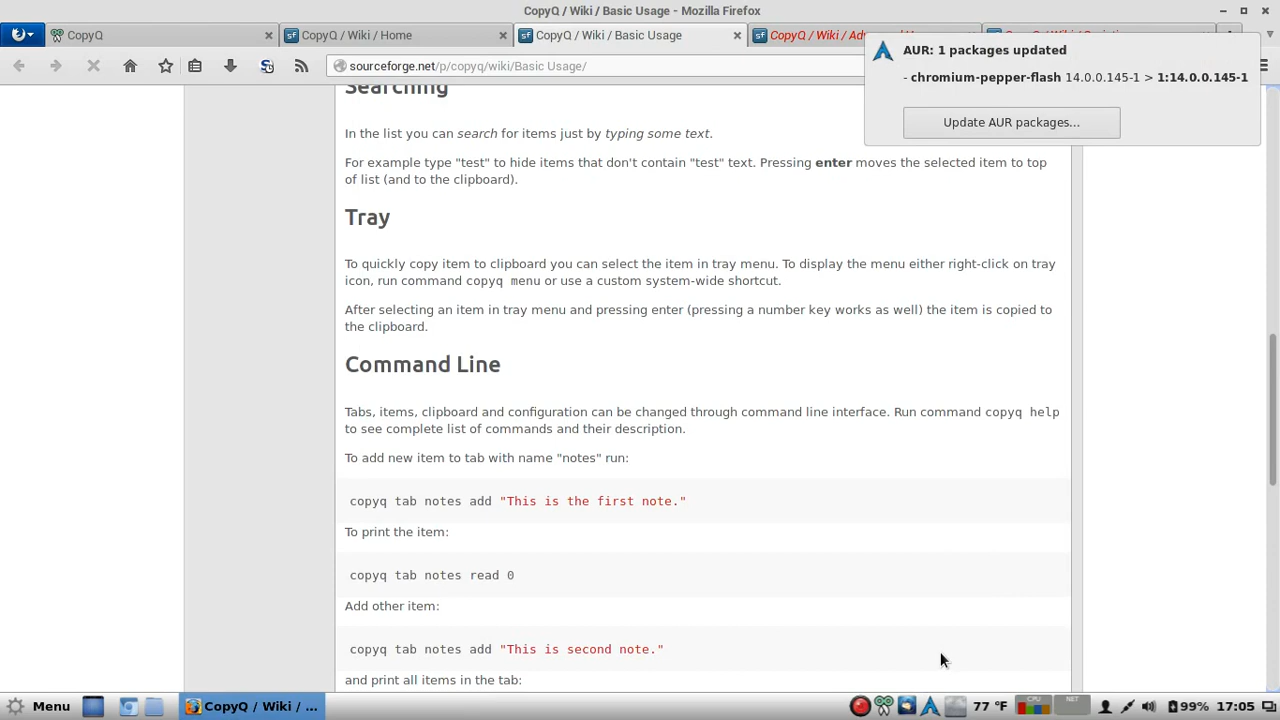 CopyQ / Wiki / Basic Usage - Mozilla Firefox
CopyQ
CopyQ / Wiki / Home
CopyQ / Wiki / Basic Usage
CopyQ / Wiki /
sourceforge.net/p/copyq/wiki/Basic Usage/
AUR: 1 packages updated
- chromium-pepper-flash 14.0.0.145-1 > 1:14.0.0.145-1
Update AUR packages...
Searching
In the list you can search for items just by typing some text.
For example type "test" to hide items that don't contain "test" text. Pressing enter moves the selected item to top
of list (and to the clipboard).
Tray
To quickly copy item to clipboard you can select the item in tray menu. To display the menu either right-click on tray
icon, run command copyq menu or use a custom system-wide shortcut.
After selecting an item in tray menu and pressing enter (pressing a number key works as well) the item is copied to
the clipboard.
Command Line
Tabs, items, clipboard and configuration can be changed through command line interface. Run command copyq help
to see complete list of commands and their description.
To add new item to tab with name "notes" run:
copyq tab notes add "This is the first note."
To print the item:
copyq tab notes read 0
Add other item:
copyq tab notes add "This is second note."
and print all items in the tab:
Menu
CopyQ / Wiki / ...
77 °F
CPU
NET
99%
17:05